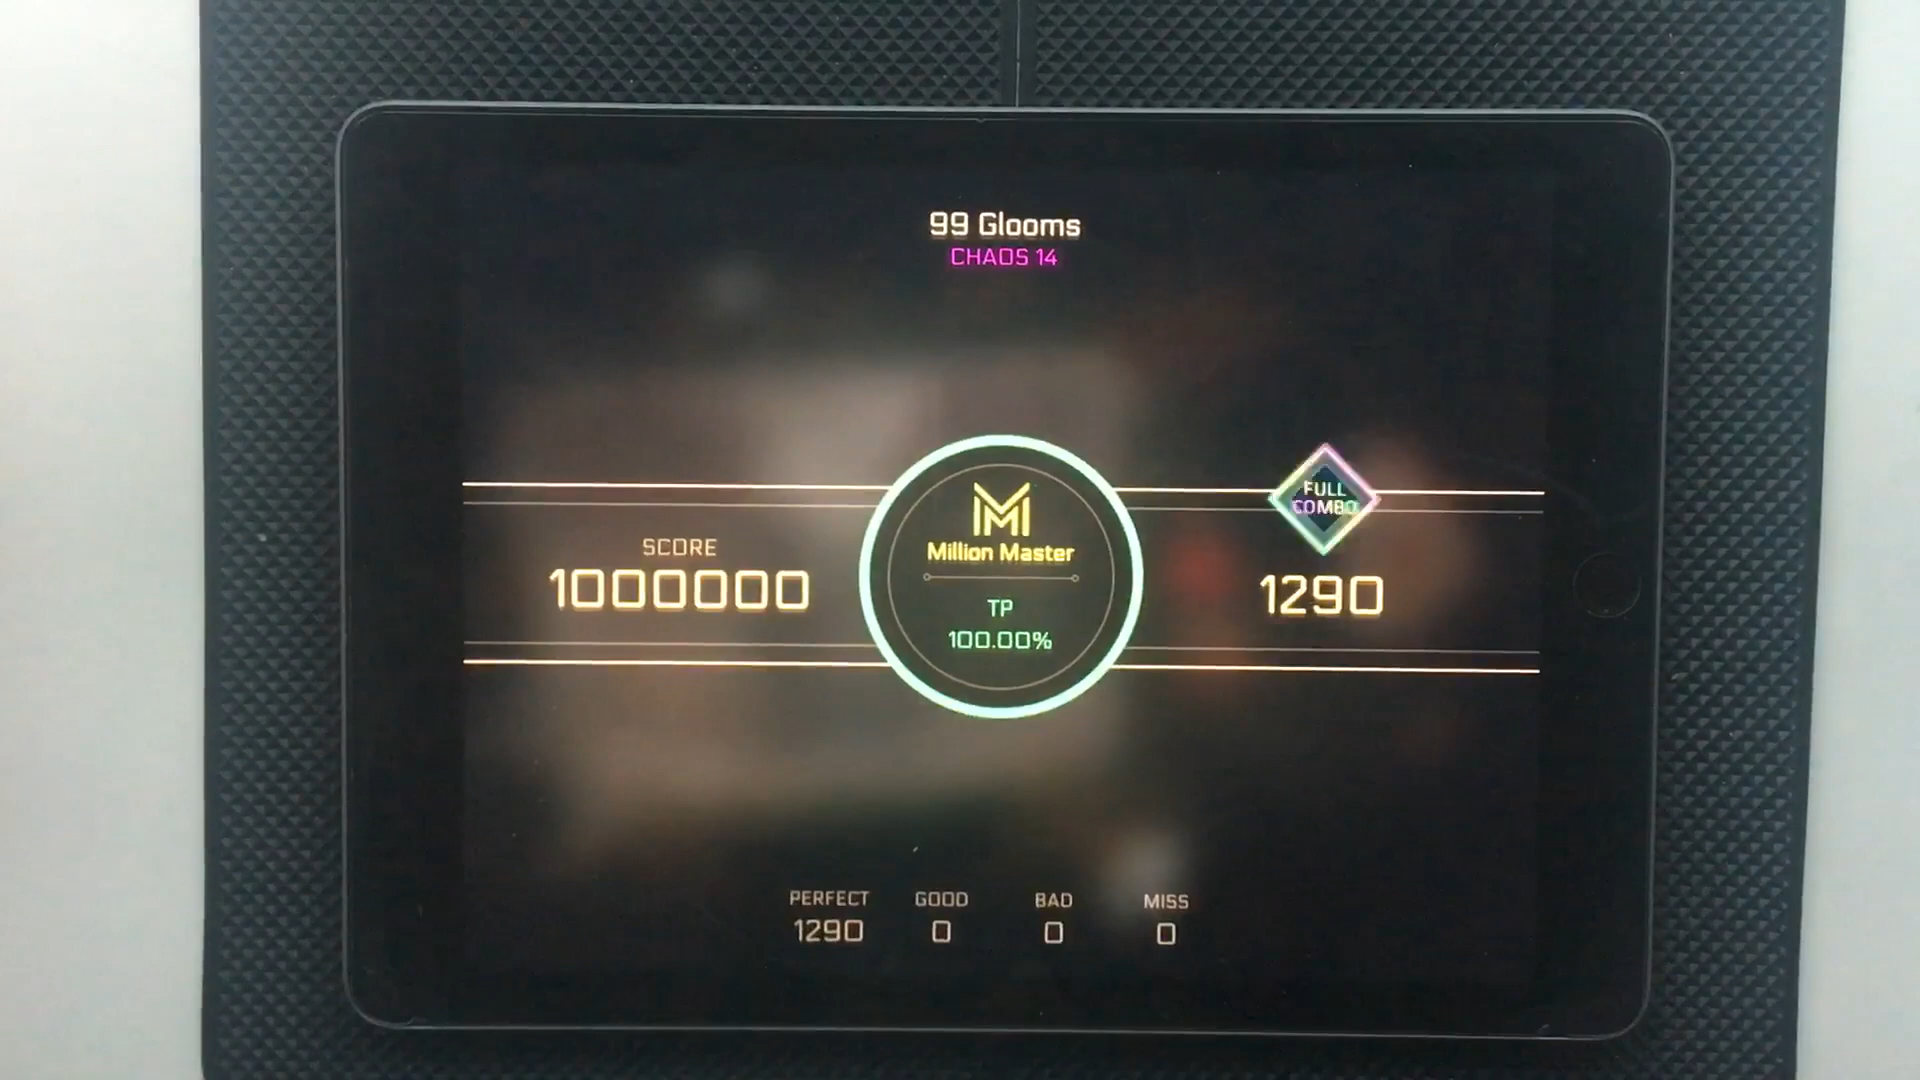 99 Glooms
CHAOS 14
FULL
COMBO
Million Master
SCORE
1000000
1290
TP
100.00%
PERFECT
GOOD
BAD
MISS
1290
0
0
0